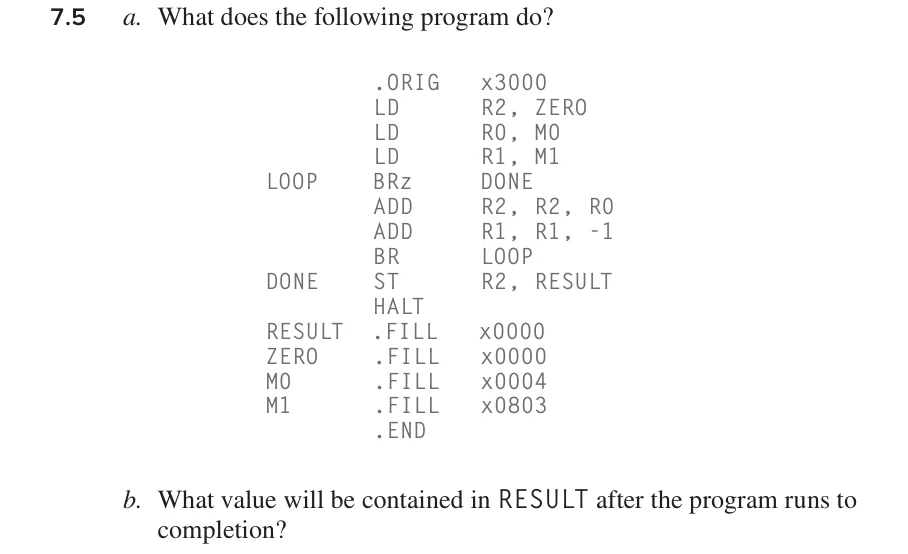 7.5 a. What does the following program do?
.ORIG x3000
LD R2, ZERO
LD R0, M0
LD R1, M1
LOOP BRz DONE
ADD R2, R2, R0
ADD R1, R1, -1
BR LOOP
DONE ST R2, RESULT
HALT
RESULT .FILL x0000
ZERO .FILL x0000
M0 .FILL x0004
M1 .FILL x0803
.END
b. What value will be contained in RESULT after the program runs to
completion?